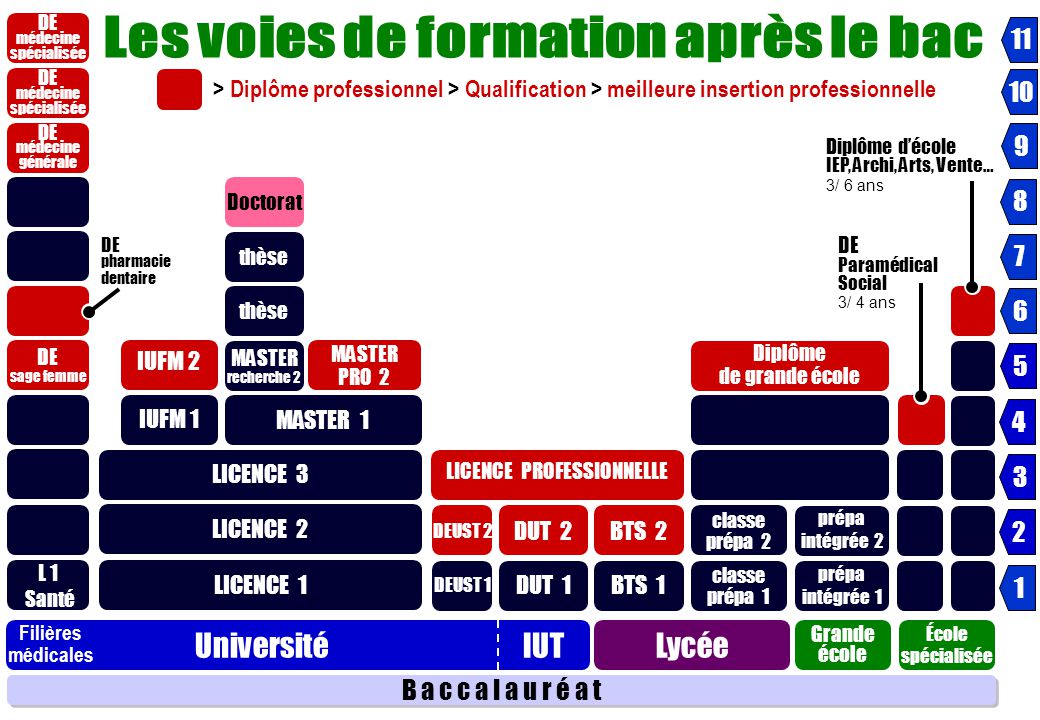 Les voies de formation après le bac
> Diplôme professionnel > Qualification > meilleure insertion professionnelle
DE
médecine
spécialisée
11
DE
médecine
spécialisée
10
DE
médecine
générale
Diplôme d'école
IEP,Archi,Arts,Vente...
3/ 6 ans
9
Doctorat
8
DE
pharmacie
dentaire
thèse
DE
Paramédical
Social
3/ 4 ans
7
thèse
6
DE
sage femme
IUFM 2
MASTER
recherche 2
MASTER
PRO 2
Diplôme
de grande école
5
IUFM 1
MASTER 1
4
LICENCE 3
LICENCE PROFESSIONNELLE
3
LICENCE 2
DEUST 2
DUT 2
BTS 2
classe
prépa 2
prépa
intégrée 2
2
L 1
Santé
LICENCE 1
DEUST 1
DUT 1
BTS 1
classe
prépa 1
prépa
intégrée 1
1
Filières
médicales
Université
IUT
Lycée
Grande
école
École
spécialisée
Baccalauréat